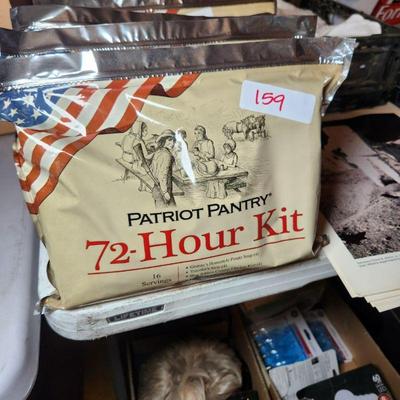 159
PATRIOT PANTRY®
72-Hour Kit
16
Servings
LIFETIME